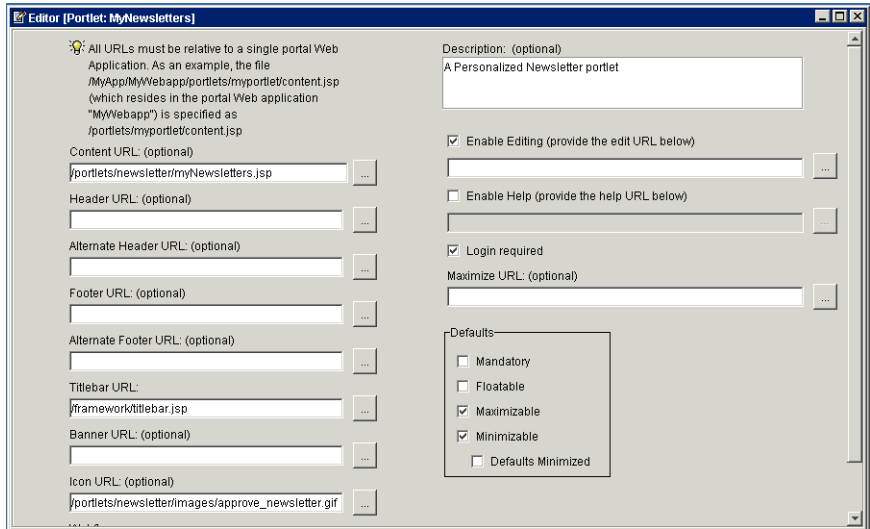 Editor [Portlet: MyNewsletters]
All URLs must be relative to a single portal Web
Application. As an example, the file
/MyApp/MyWebapp/portlets/myportlet/content.jsp
(which resides in the portal Web application
"MyWebapp") is specified as
/portlets/myportlet/content.jsp
Content URL: (optional)
/portlets/newsletter/myNewsletters.jsp
...
Header URL: (optional)
...
Alternate Header URL: (optional)
...
Footer URL: (optional)
...
Alternate Footer URL: (optional)
...
Titlebar URL:
/framework/titlebar.jsp
...
Banner URL: (optional)
...
Icon URL: (optional)
/portlets/newsletter/images/approve_newsletter.gif
...
Description: (optional)
A Personalized Newsletter portlet
Enable Editing (provide the edit URL below)
...
Enable Help (provide the help URL below)
...
Login required
Maximize URL: (optional)
...
Defaults
Mandatory
Floatable
Maximizable
Minimizable
Defaults Minimized